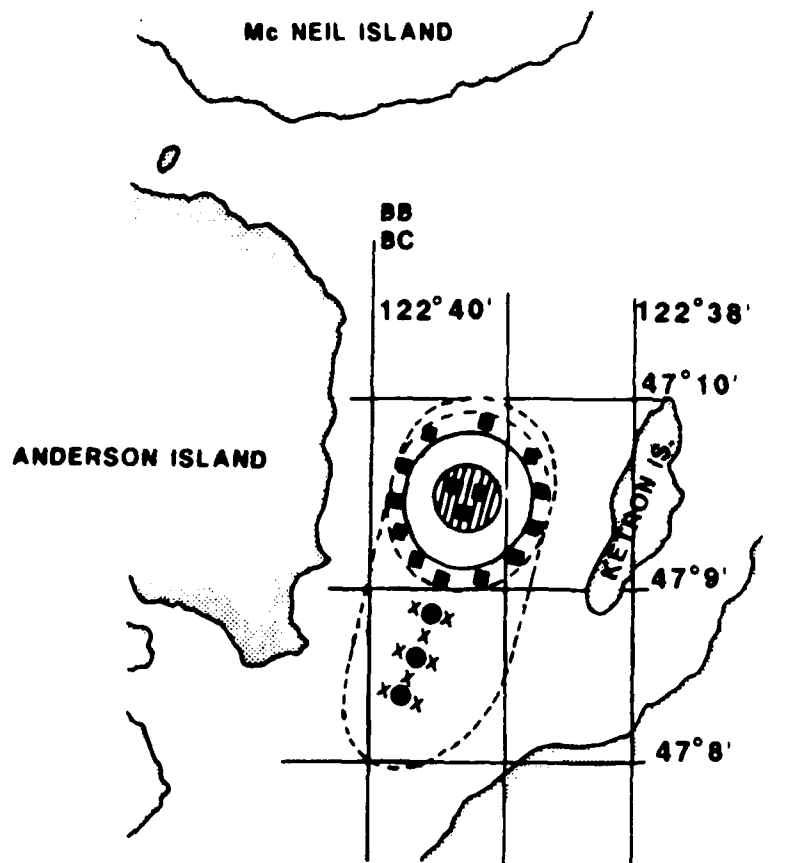 Mc NEIL ISLAND
BB
BC
122°40'
122°38'
47°10'
ANDERSON ISLAND
KETRON IS.
47°9'
x x
x
x x
x
x x
47°8'